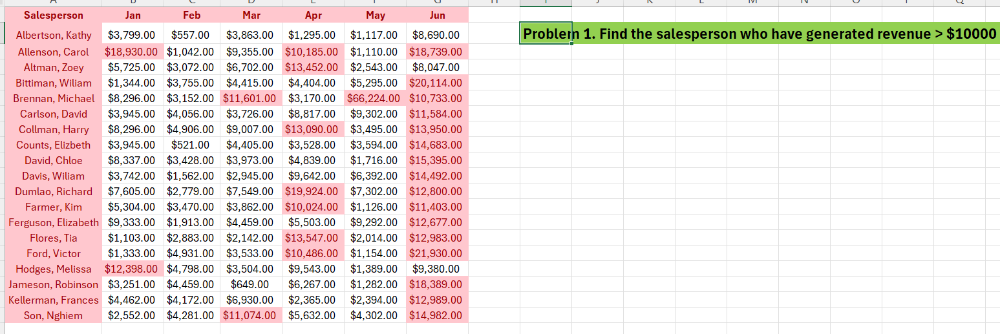 Salesperson Jan Feb Mar Apr May Jun
Albertson, Kathy $3,799.00 $557.00 $3,863.00 $1,295.00 $1,117.00 $8,690.00 Problem 1. Find the salesperson who have generated revenue > $10000
Allenson, Carol $18,930.00 $1,042.00 $9,355.00 $10,185.00 $1,110.00 $18,739.00
Altman, Zoey $5,725.00 $3,072.00 $6,702.00 $13,452.00 $2,543.00 $8,047.00
Bittiman, Wiliam $1,344.00 $3,755.00 $4,415.00 $4,404.00 $5,295.00 $20,114.00
Brennan, Michael $8,296.00 $3,152.00 $11,601.00 $3,170.00 $66,224.00 $10,733.00
Carlson, David $3,945.00 $4,056.00 $3,726.00 $8,817.00 $9,302.00 $11,584.00
Collman, Harry $8,296.00 $4,906.00 $9,007.00 $13,090.00 $3,495.00 $13,950.00
Counts, Elizbeth $3,945.00 $521.00 $4,405.00 $3,528.00 $3,594.00 $14,683.00
David, Chloe $8,337.00 $3,428.00 $3,973.00 $4,839.00 $1,716.00 $15,395.00
Davis, Wiliam $3,742.00 $1,562.00 $2,945.00 $9,642.00 $6,392.00 $14,492.00
Dumlao, Richard $7,605.00 $2,779.00 $7,549.00 $19,924.00 $7,302.00 $12,800.00
Farmer, Kim $5,304.00 $3,470.00 $3,862.00 $10,024.00 $1,126.00 $11,403.00
Ferguson, Elizabeth $9,333.00 $1,913.00 $4,459.00 $5,503.00 $9,292.00 $12,677.00
Flores, Tia $1,103.00 $2,883.00 $2,142.00 $13,547.00 $2,014.00 $12,983.00
Ford, Victor $1,333.00 $4,931.00 $3,533.00 $10,486.00 $1,154.00 $21,930.00
Hodges, Melissa $12,398.00 $4,798.00 $3,504.00 $9,543.00 $1,389.00 $9,380.00
Jameson, Robinson $3,251.00 $4,459.00 $649.00 $6,267.00 $1,282.00 $18,389.00
Kellerman, Frances $4,462.00 $4,172.00 $6,930.00 $2,365.00 $2,394.00 $12,989.00
Son, Nghiem $2,552.00 $4,281.00 $11,074.00 $5,632.00 $4,302.00 $14,982.00